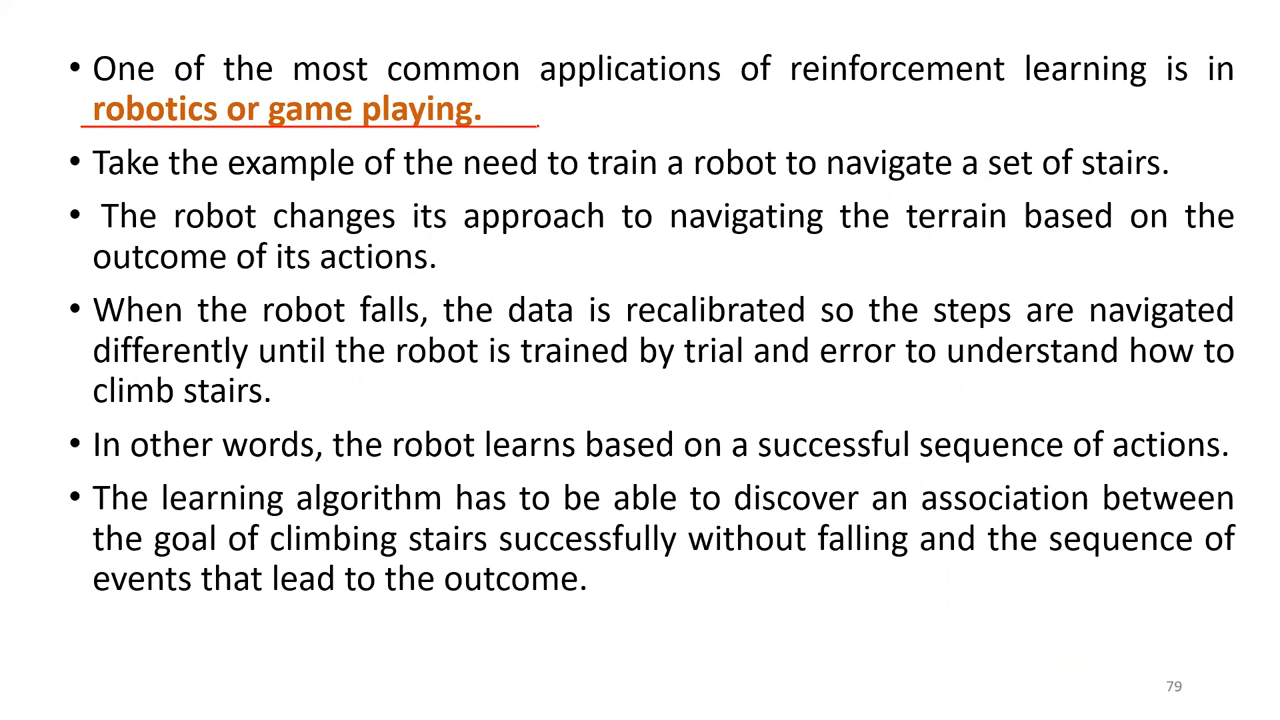 • One of the most common applications of reinforcement learning is in
robotics or game playing.
• Take the example of the need to train a robot to navigate a set of stairs.
• The robot changes its approach to navigating the terrain based on the
outcome of its actions.
• When the robot falls, the data is recalibrated so the steps are navigated
differently until the robot is trained by trial and error to understand how to
climb stairs.
• In other words, the robot learns based on a successful sequence of actions.
• The learning algorithm has to be able to discover an association between
the goal of climbing stairs successfully without falling and the sequence of
events that lead to the outcome.
79